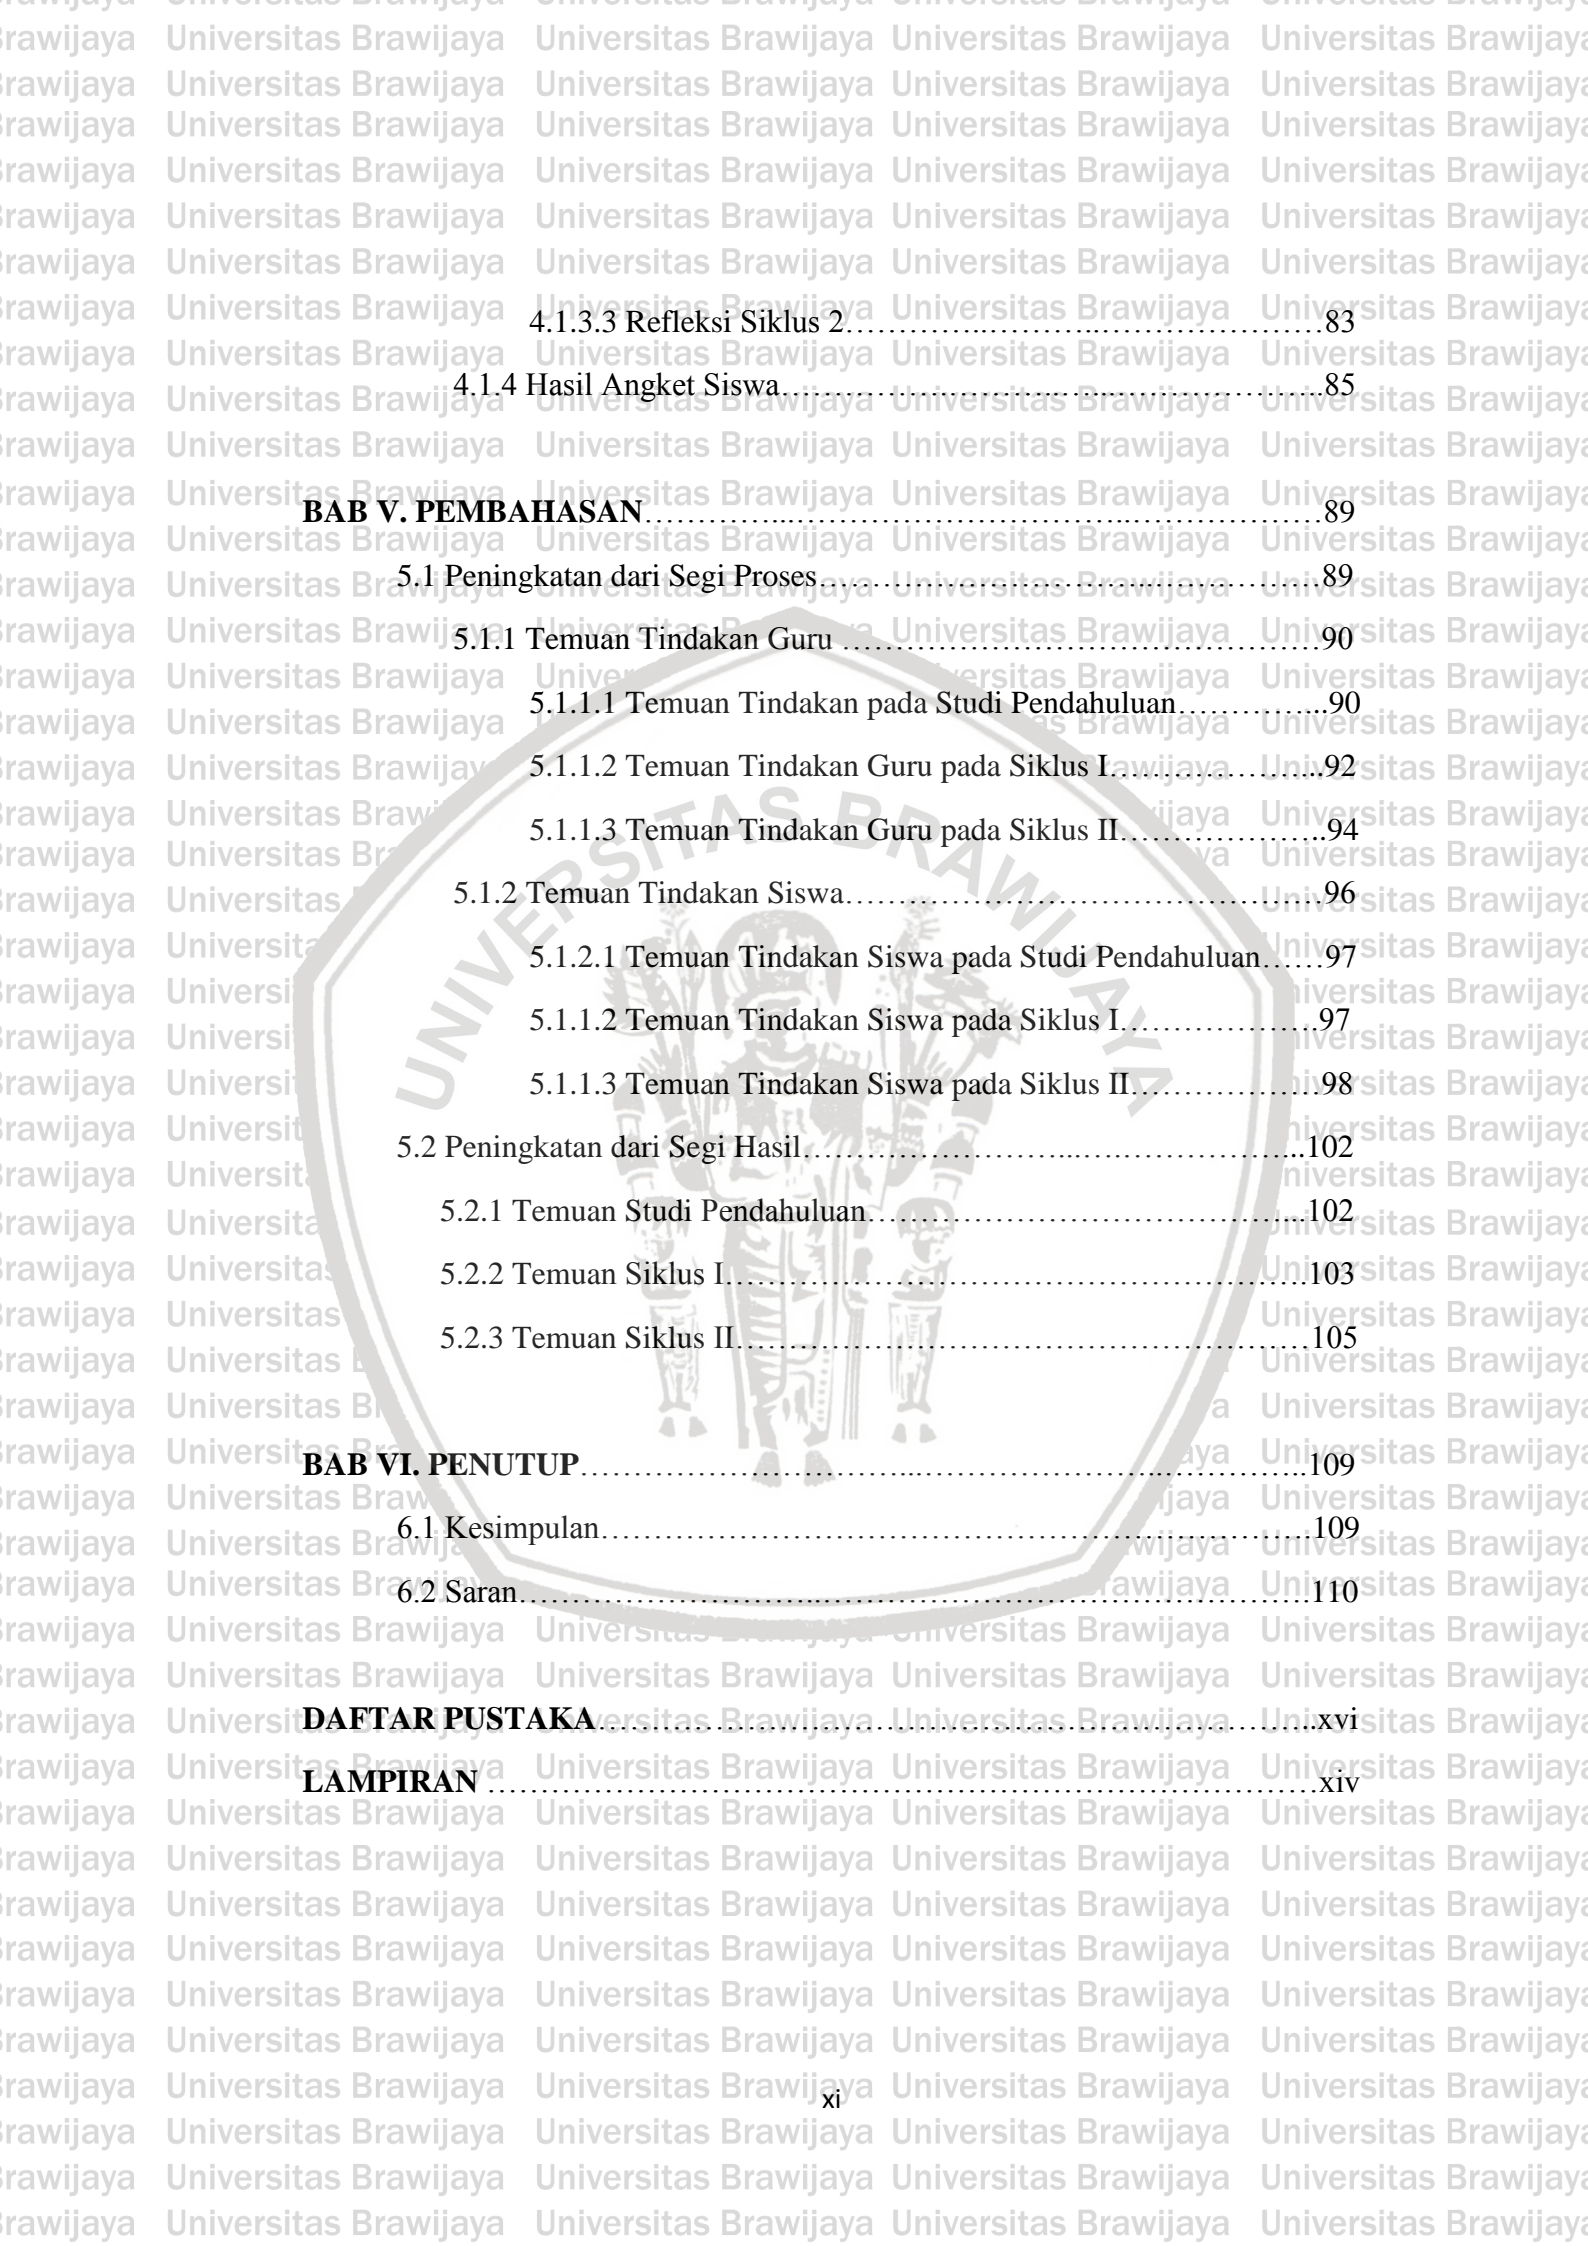 4.1.3.3 Refleksi Siklus 2…………..………...…………………83
4.1.4 Hasil Angket Siswa……………………….…..…………………85
BAB V. PEMBAHASAN…………...…………………………..………………89
5.1 Peningkatan dari Segi Proses………………………….………………89
5.1.1 Temuan Tindakan Guru ………………………………………90
5.1.1.1 Temuan Tindakan pada Studi Pendahuluan…………...90
5.1.1.2 Temuan Tindakan Guru pada Siklus I………………...92
5.1.1.3 Temuan Tindakan Guru pada Siklus II………………..94
5.1.2 Temuan Tindakan Siswa………………………………………96
5.1.2.1 Temuan Tindakan Siswa pada Studi Pendahuluan……97
5.1.1.2 Temuan Tindakan Siswa pada Siklus I……………….97
5.1.1.3 Temuan Tindakan Siswa pada Siklus II………………98
5.2 Peningkatan dari Segi Hasil……………………...….……………...102
5.2.1 Temuan Studi Pendahuluan…………………………………...102
5.2.2 Temuan Siklus I………………………………………………103
5.2.3 Temuan Siklus II………………………………………………105
BAB VI. PENUTUP…………………………...…………………..…………..109
6.1 Kesimpulan…………………………………………………………109
6.2 Saran………………………..………………………………………110
DAFTAR PUSTAKA…………………………………………………………..xvi
LAMPIRAN ……………………………………………………………………xiv
UNIVERSITAS BRAWIJAYA
xi